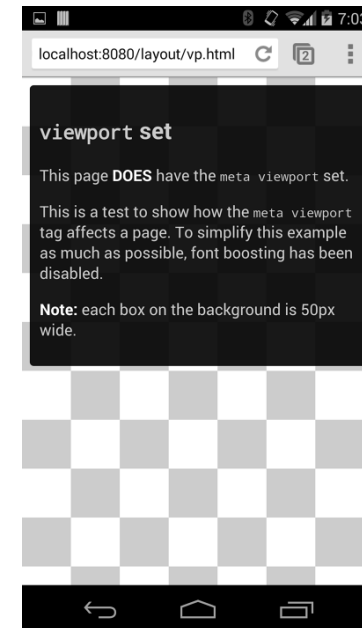 7:03
localhost:8080/layout/vp.html
2
viewport set
This page DOES have the meta viewport set.
This is a test to show how the meta viewport
tag affects a page. To simplify this example
as much as possible, font boosting has been
disabled.
Note: each box on the background is 50px
wide.